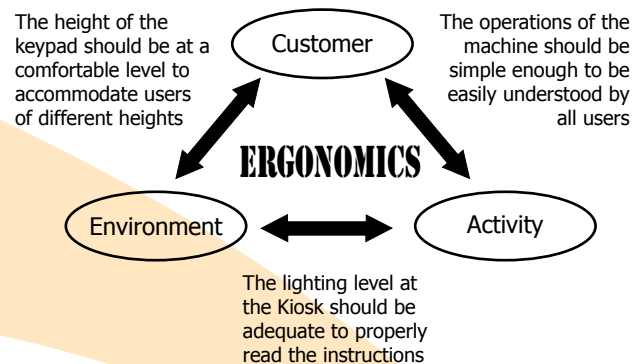 The height of the
keypad should be at a
comfortable level to
accommodate users
of different heights
Customer
The operations of the
machine should be
simple enough to be
easily understood by
all users
ERGONOMICS
Environment
Activity
The lighting level at
the Kiosk should be
adequate to properly
read the instructions